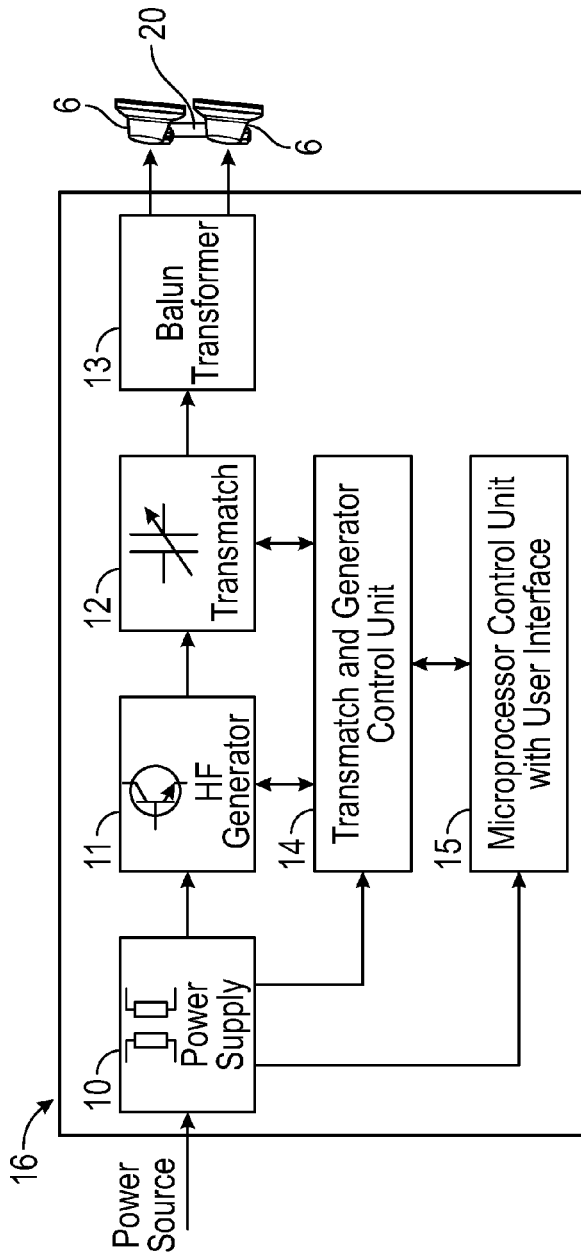 16
Power
Source
10
Power
Supply
11
HF
Generator
12
Transmatch
13
Balun
Transformer
6
20
6
14
Transmatch and Generator
Control Unit
15
Microprocessor Control Unit
with User Interface